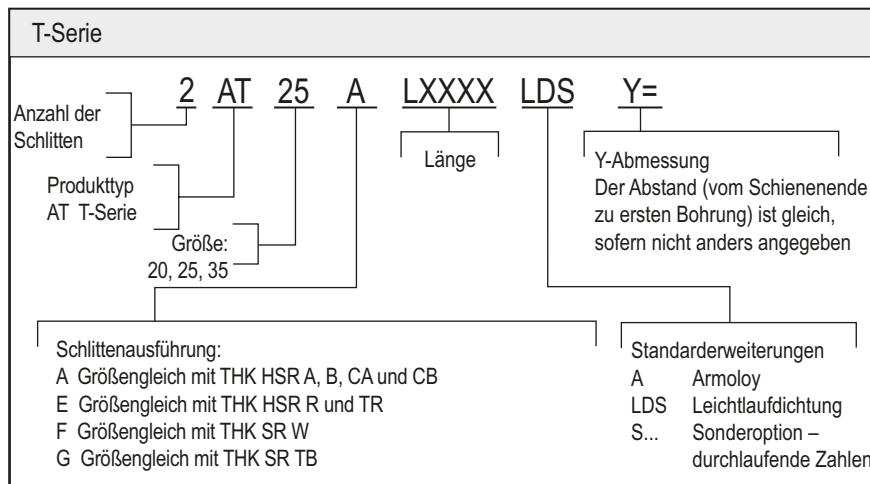 T-Serie
2 AT 25 A LXXXX LDS Y=
Anzahl der
Schlitten
Länge
Y-Abmessung
Der Abstand (vom Schienenende
zu ersten Bohrung) ist gleich,
sofern nicht anders angegeben
Produkttyp
AT T-Serie
Größe:
20, 25, 35
Schlittenausführung:
A Größengleich mit THK HSR A, B, CA und CB
E Größengleich mit THK HSR R und TR
F Größengleich mit THK SR W
G Größengleich mit THK SR TB
Standarderweiterungen
A Armoloy
LDS Leichtlaufdichtung
S... Sonderoption –
durchlaufende Zahlen